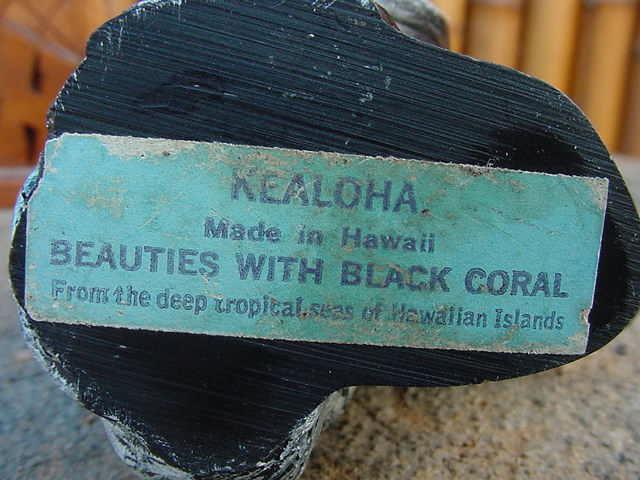 KEALOHA
Made in Hawaii
BEAUTIES WITH BLACK CORAL
From the deep tropical seas of Hawaiian Islands